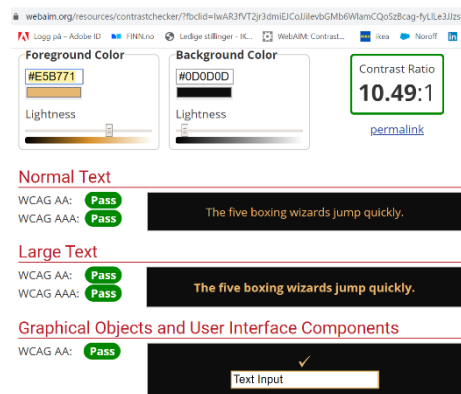 webaim.org/resources/contrastchecker/?fbclid=IwAR3fVT2jr3dmiEJCoJJilevbGMb6WlamCQoSzBcag-fyLILe3JJzs
Logg på – Adobe ID FINN.no Ledige stillinger - IK... WebAIM: Contrast... ikea Noroff
Foreground Color Background Color
#E5B771 #0D0D0D
Contrast Ratio
10.49:1
Lightness Lightness
permalink
Normal Text
WCAG AA: Pass
WCAG AAA: Pass
The five boxing wizards jump quickly.
Large Text
WCAG AA: Pass
WCAG AAA: Pass
The five boxing wizards jump quickly.
Graphical Objects and User Interface Components
WCAG AA: Pass
Text Input